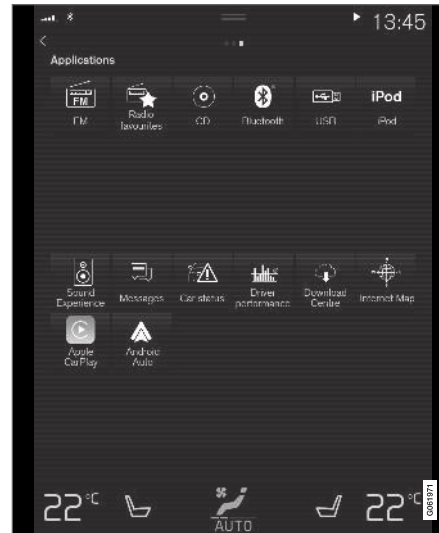 13:45
Applications
FM
iPod
FM
Radio
favourites
CD
Bluetooth
USB
iPod
Sound
Experience
Messages
Car status
Driver
performance
Download
Centre
Internet Map
Apple
CarPlay
Android
Auto
22°C
AUTO
22°C
G061971